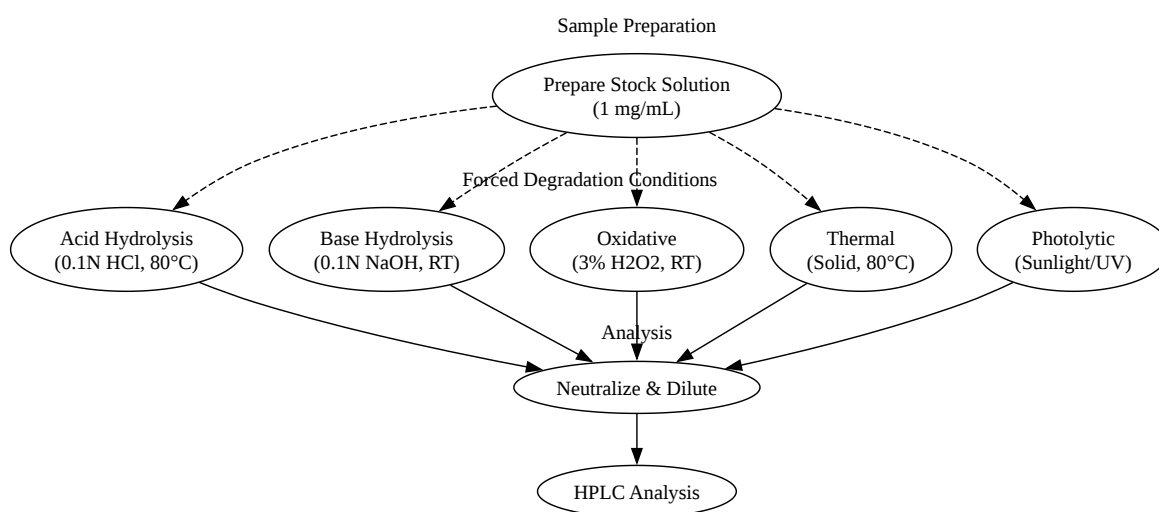 Sample Preparation
Prepare Stock Solution
(1 mg/mL)
Forced Degradation Conditions
Acid Hydrolysis
(0.1N HCl, 80°C)
Base Hydrolysis
(0.1N NaOH, RT)
Oxidative
(3% H2O2, RT)
Thermal
(Solid, 80°C)
Photolytic
(Sunlight/UV)
Analysis
Neutralize & Dilute
HPLC Analysis